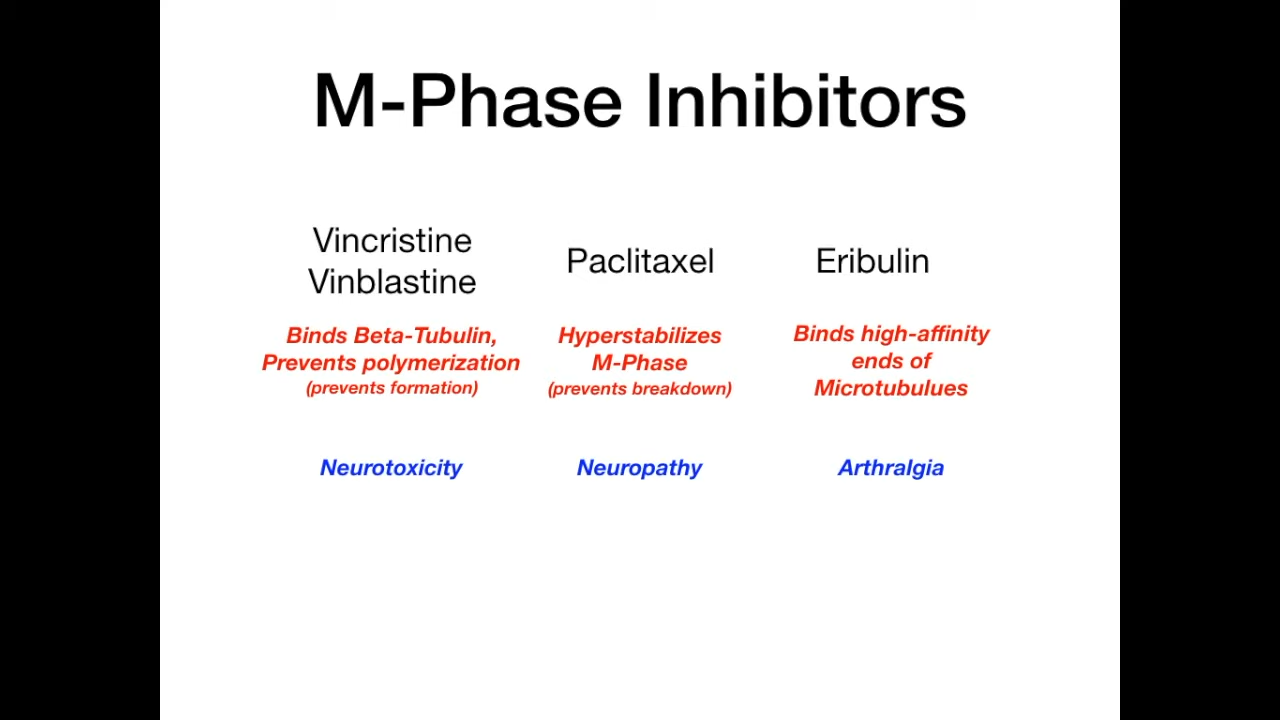 M-Phase Inhibitors
Vincristine
Vinblastine
Binds Beta-Tubulin,
Prevents polymerization
(prevents formation)
Neurotoxicity
Paclitaxel
Hyperstabilizes
M-Phase
(prevents breakdown)
Neuropathy
Eribulin
Binds high-affinity
ends of
Microtubulues
Arthralgia